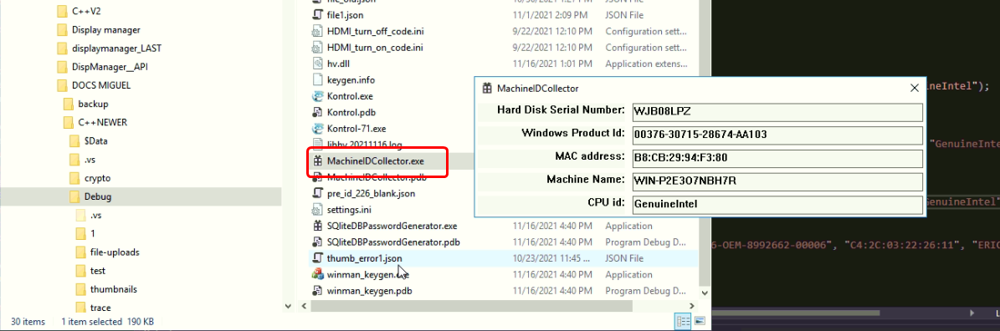 C++V2
Display manager
displaymanager_LAST
DispManager__API
DOCS MIGUEL
backup
C++NEWER
$Data
.vs
crypto
Debug
.vs
1
file-uploads
test
thumbnails
trace
30 items 1 item selected 190 KB
file1.json 11/1/2021 2:09 PM JSON File
HDMI_turn_off_code.ini 9/22/2021 12:10 PM Configuration sett...
HDMI_turn_on_code.ini 9/22/2021 12:10 PM Configuration sett...
hv.dll 11/16/2021 1:01 PM Application extens...
keygen.info
Kontrol.exe
Kontrol.pdb
Kontrol-71.exe
libhv.20211116.log
MachineIDCollector.exe
MachineIDCollector.pdb
pre_id_226_blank.json
settings.ini
SQliteDBPasswordGenerator.exe 11/16/2021 4:40 PM Application
SQliteDBPasswordGenerator.pdb 11/16/2021 4:40 PM Program Debug D...
thumb_error1.json 10/23/2021 11:45 ... JSON File
winman_keygen.exe 11/16/2021 4:40 PM Application
winman_keygen.pdb 11/16/2021 4:40 PM Program Debug D...
MachineIDCollector
Hard Disk Serial Number: WJB08LPZ
Windows Product Id: 00376-30715-28674-AA103
MAC address: B8:CB:29:94:F3:80
Machine Name: WIN-P2E3O7NBH7R
CPU id: GenuineIntel
neIntel");
"GenuineInte
GenuineIntel"
6-OEM-8992662-00006", "C4:2C:03:22:26:11", "ERIC
L